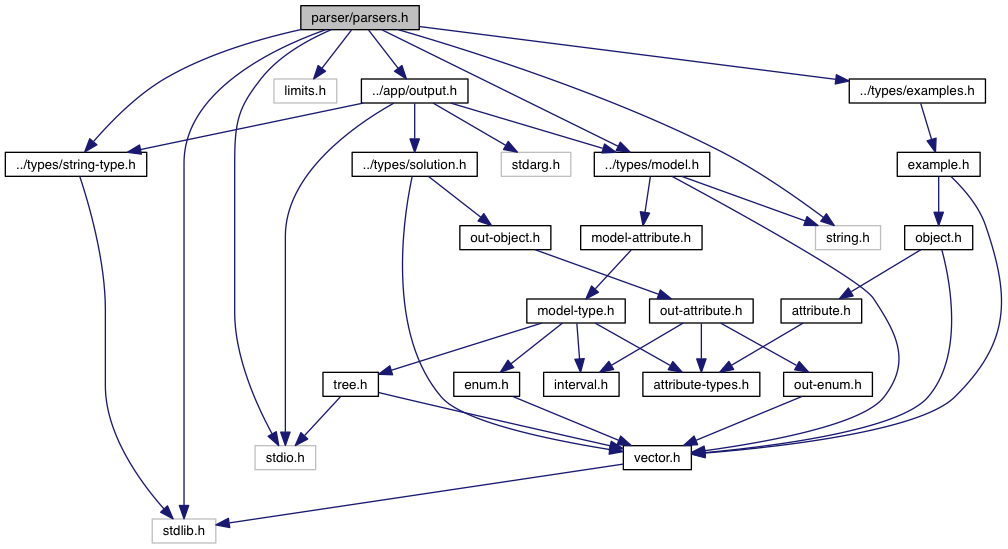 parser/parsers.h
limits.h
../app/output.h
../types/examples.h
../types/string-type.h
../types/solution.h
stdarg.h
../types/model.h
example.h
out-object.h
model-attribute.h
string.h
object.h
model-type.h
out-attribute.h
attribute.h
tree.h
enum.h
interval.h
attribute-types.h
out-enum.h
stdio.h
vector.h
stdlib.h